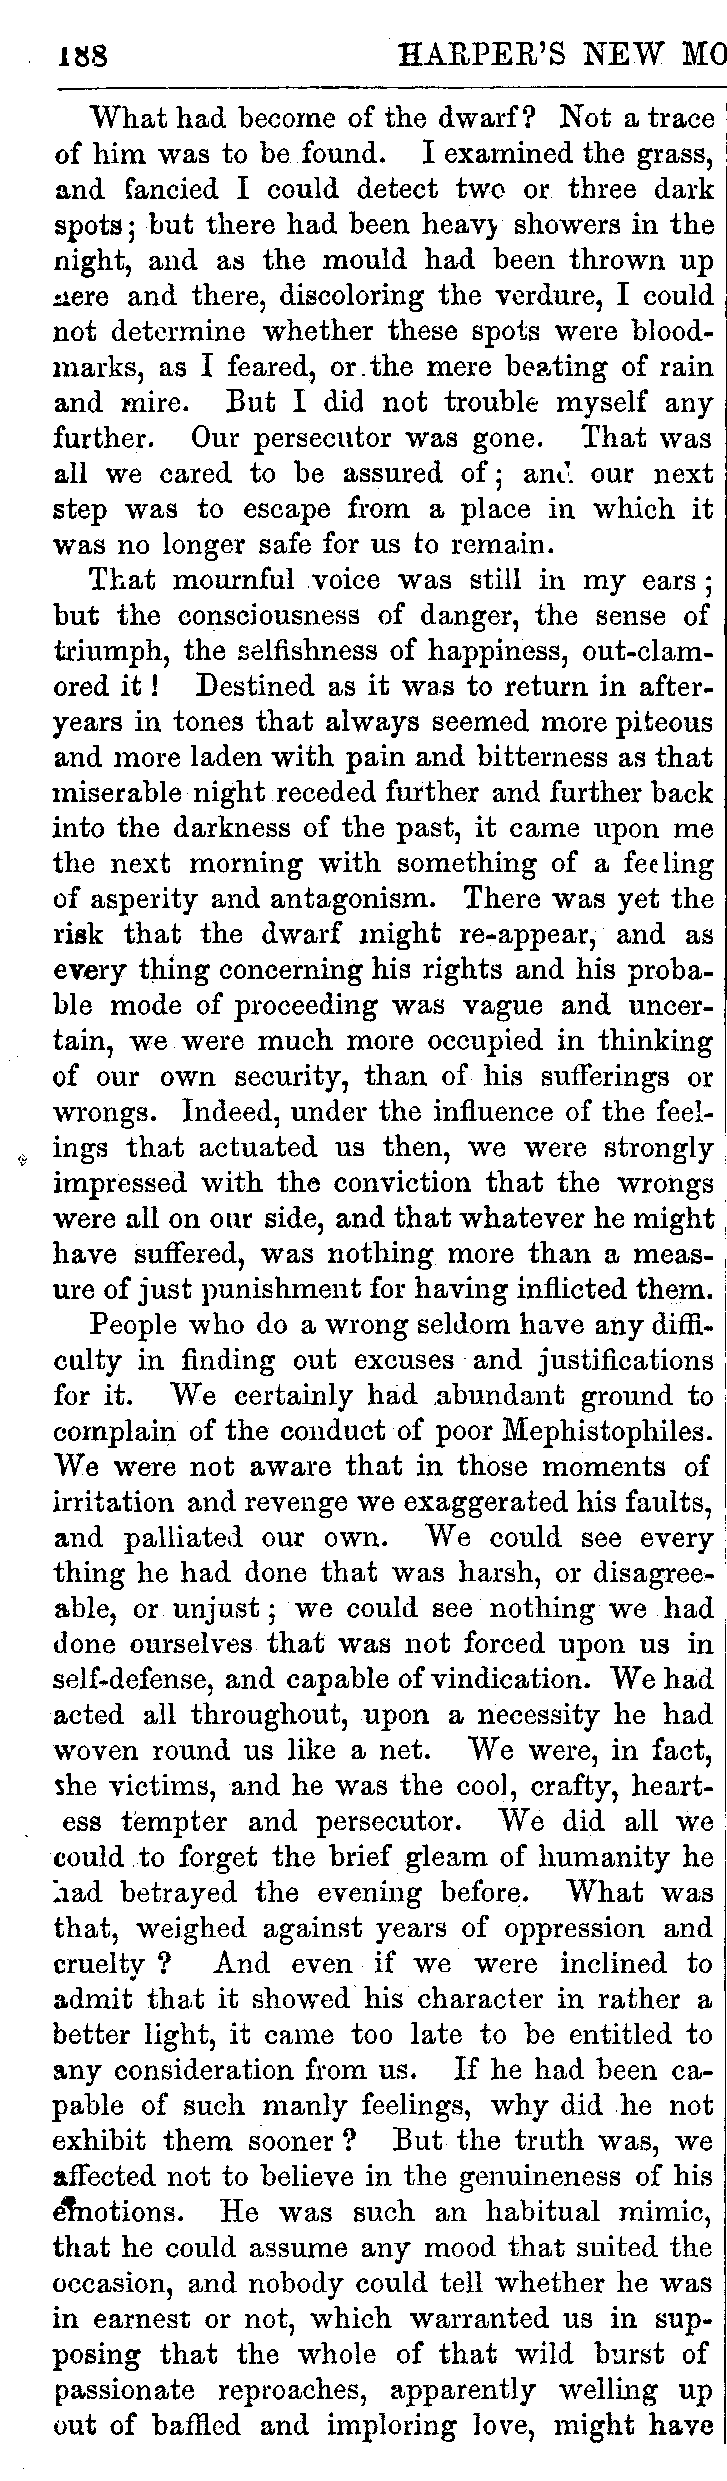 188 HARPER'S NEW MO
What had become of the dwarf? Not a trace
of him was to be found. I examined the grass,
and fancied I could detect two or three dark
spots; but there had been heavy showers in the
night, and as the mould had been thrown up
here and there, discoloring the verdure, I could
not determine whether these spots were blood-
marks, as I feared, or the mere beating of rain
and mire. But I did not trouble myself any
further. Our persecutor was gone. That was
all we cared to be assured of; and our next
step was to escape from a place in which it
was no longer safe for us to remain.
That mournful voice was still in my ears;
but the consciousness of danger, the sense of
triumph, the selfishness of happiness, out-clam-
ored it! Destined as it was to return in after-
years in tones that always seemed more piteous
and more laden with pain and bitterness as that
miserable night receded further and further back
into the darkness of the past, it came upon me
the next morning with something of a feeling
of asperity and antagonism. There was yet the
risk that the dwarf might re-appear, and as
every thing concerning his rights and his proba-
ble mode of proceeding was vague and uncer-
tain, we were much more occupied in thinking
of our own security, than of his sufferings or
wrongs. Indeed, under the influence of the feel-
ings that actuated us then, we were strongly
impressed with the conviction that the wrongs
were all on our side, and that whatever he might
have suffered, was nothing more than a meas-
ure of just punishment for having inflicted them.
People who do a wrong seldom have any diffi-
culty in finding out excuses and justifications
for it. We certainly had abundant ground to
complain of the conduct of poor Mephistophiles.
We were not aware that in those moments of
irritation and revenge we exaggerated his faults,
and palliated our own. We could see every
thing he had done that was harsh, or disagree-
able, or unjust; we could see nothing we had
done ourselves that was not forced upon us in
self-defense, and capable of vindication. We had
acted all throughout, upon a necessity he had
woven round us like a net. We were, in fact,
the victims, and he was the cool, crafty, heart-
ess tempter and persecutor. We did all we
could to forget the brief gleam of humanity he
had betrayed the evening before. What was
that, weighed against years of oppression and
cruelty? And even if we were inclined to
admit that it showed his character in rather a
better light, it came too late to be entitled to
any consideration from us. If he had been ca-
pable of such manly feelings, why did he not
exhibit them sooner? But the truth was, we
affected not to believe in the genuineness of his
emotions. He was such an habitual mimic,
that he could assume any mood that suited the
occasion, and nobody could tell whether he was
in earnest or not, which warranted us in sup-
posing that the whole of that wild burst of
passionate reproaches, apparently welling up
out of baffled and imploring love, might have